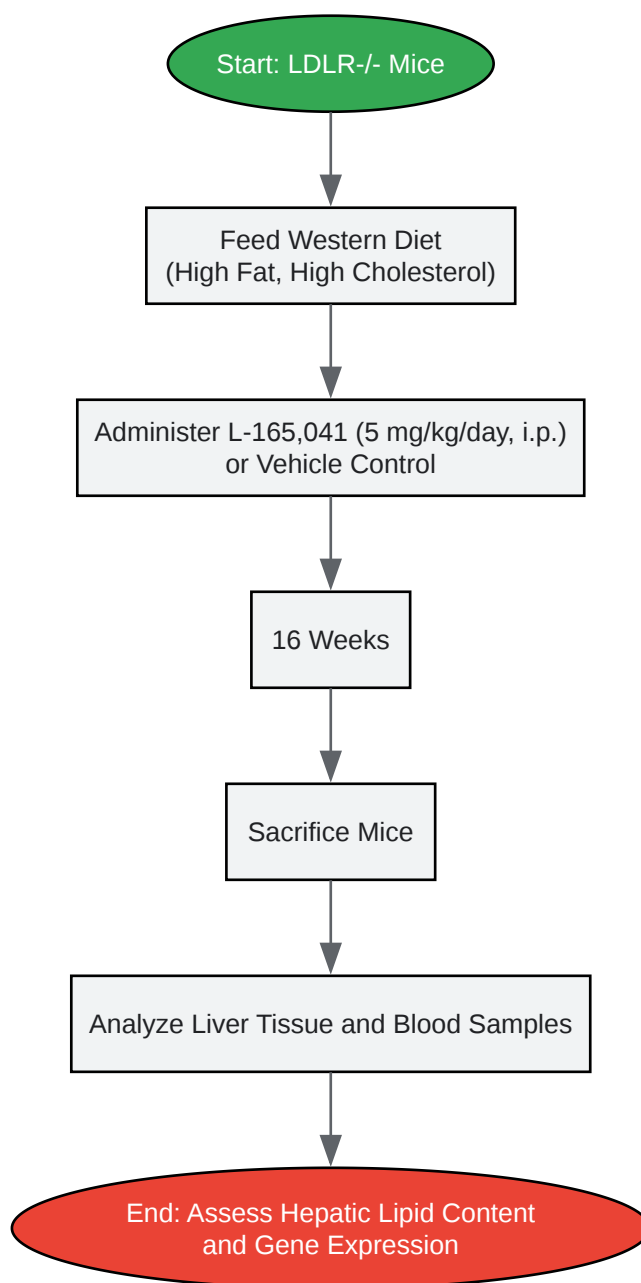 Start: LDLR-/- Mice
Feed Western Diet
(High Fat, High Cholesterol)
Administer L-165,041 (5 mg/kg/day, i.p.)
or Vehicle Control
16 Weeks
Sacrifice Mice
Analyze Liver Tissue and Blood Samples
End: Assess Hepatic Lipid Content
and Gene Expression